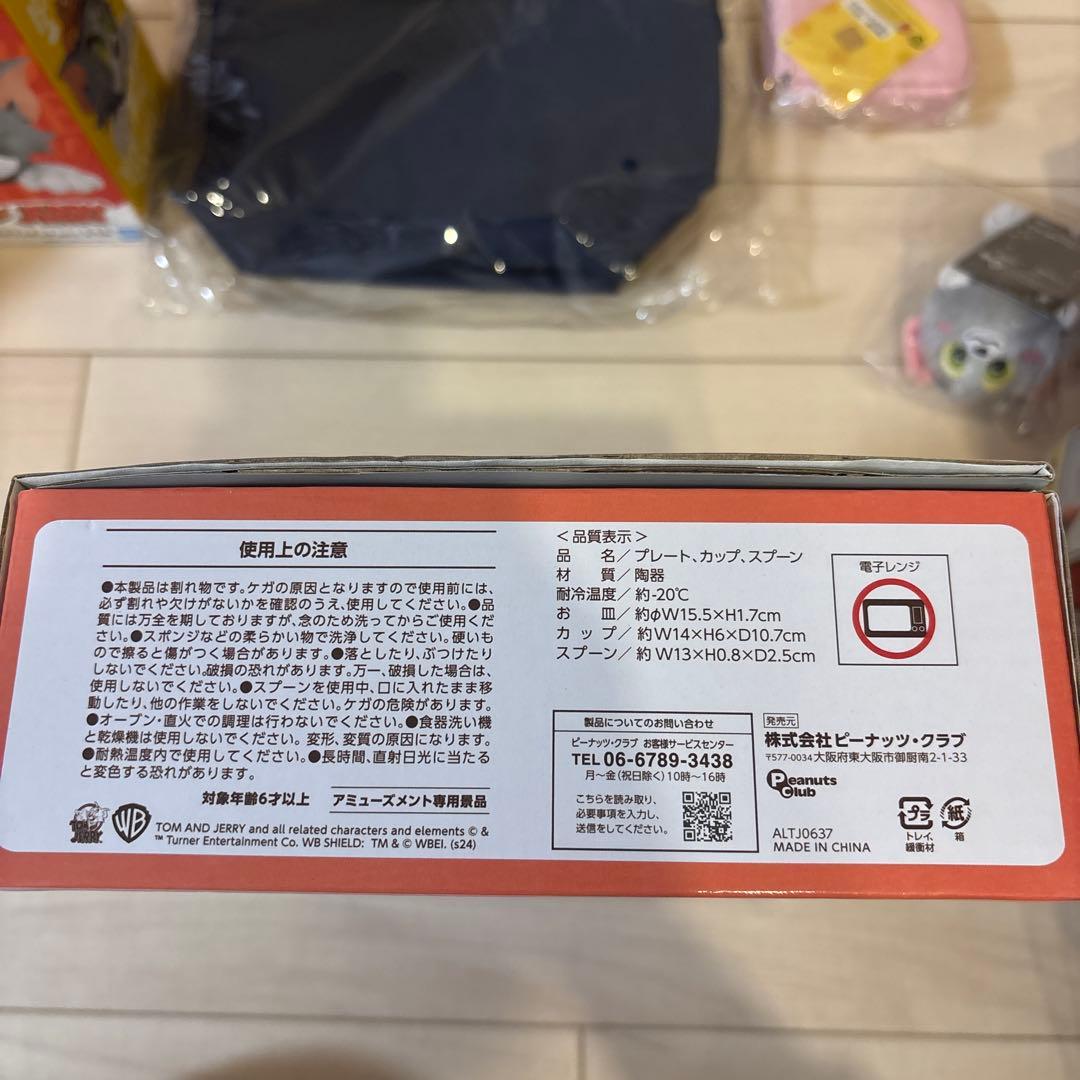 使用上の注意
●本製品は割れ物です。ケガの原因となりますので使用前には、
必ず割れや欠けがないかを確認のうえ、使用してください。●品
質には万全を期しておりますが、念のため洗ってからご使用くだ
さい。●スポンジなどの柔らかい物で洗浄してください。硬いも
ので擦ると傷がつく場合があります。●落としたり、ぶつけたり
しないでください。破損の恐れがあります。万一、破損した場合は、
使用しないでください。●スプーンを使用中、口に入れたまま移
動したり、他の作業をしないでください。ケガの危険があります。
●オーブン・直火での調理は行わないでください。●食器洗い機
と乾燥機は使用しないでください。変形、変質の原因になります。
●耐熱温度内で使用してください。●長時間、直射日光に当たる
と変色する恐れがあります。
対象年齢6才以上 アミューズメント専用景品
TOM AND JERRY
WB
TOM AND JERRY and all related characters and elements © &
™ Turner Entertainment Co. WB SHIELD: TM & © WBEI. (s24)
＜品質表示＞
品　名／プレート、カップ、スプーン
材　質／陶器
耐冷温度／約-20℃
お　皿／約φW15.5×H1.7cm
カ ッ プ／約W14×H6×D10.7cm
スプーン／約 W13×H0.8×D2.5cm
電子レンジ
製品についてのお問い合わせ
ピーナッツ・クラブ お客様サービスセンター
TEL 06-6789-3438
月～金（祝日除く）10時～16時
こちらを読み取り、
必要事項を入力し、
送信をしてください。
発売元
株式会社ピーナッツ・クラブ
〒577-0034 大阪府東大阪市御厨南2-1-33
Peanuts
Club
ALTJ0637
MADE IN CHINA
プラ
トレイ、
緩衝材
紙
箱